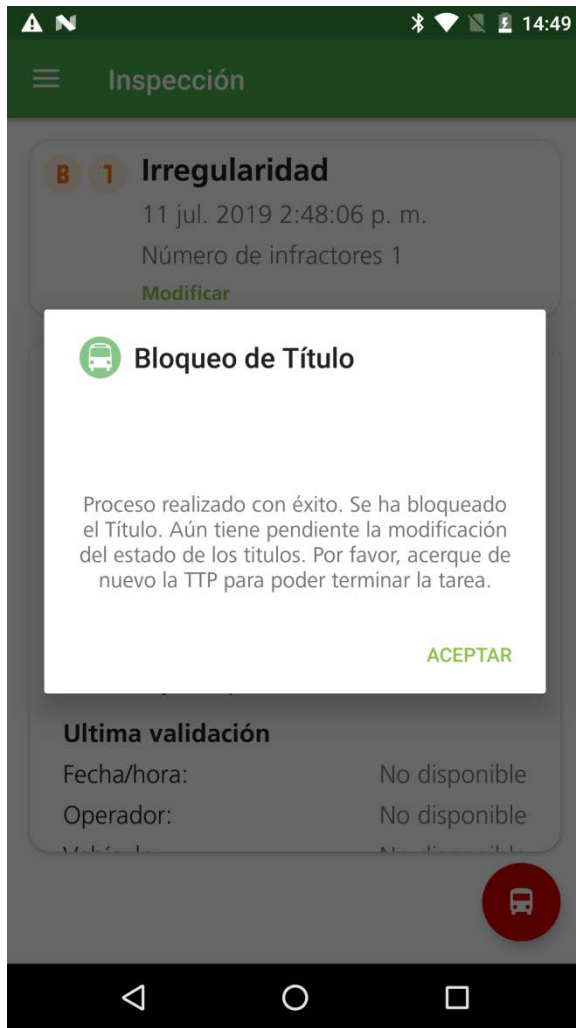 14:49
Inspección
B 1 Irregularidad
11 jul. 2019 2:48:06 p. m.
Número de infractores 1
Modificar
Bloqueo de Título
Proceso realizado con éxito. Se ha bloqueado
el Título. Aún tiene pendiente la modificación
del estado de los titulos. Por favor, acerque de
nuevo la TTP para poder terminar la tarea.
ACEPTAR
Ultima validación
Fecha/hora: No disponible
Operador: No disponible